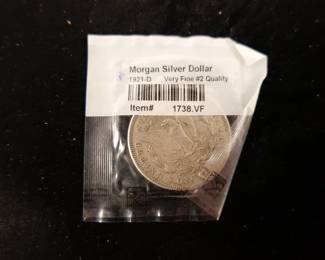 Morgan Silver Dollar
1921-D Very Fine #2 Quality
Item# 1738.VF